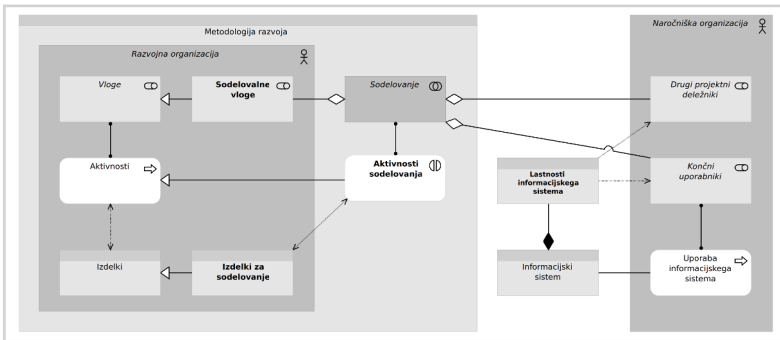 Metodologija razvoja
Naročniška organizacija
Razvojna organizacija
Vloge
Sodelovalne
vloge
Sodelovanje
Drugi projektni
deležniki
Aktivnosti
Aktivnosti
sodelovanja
Lastnosti
informacijskega
sistema
Končni
uporabniki
Izdelki
Izdelki za
sodelovanje
Informacijski
sistem
Uporaba
informacijskega
sistema